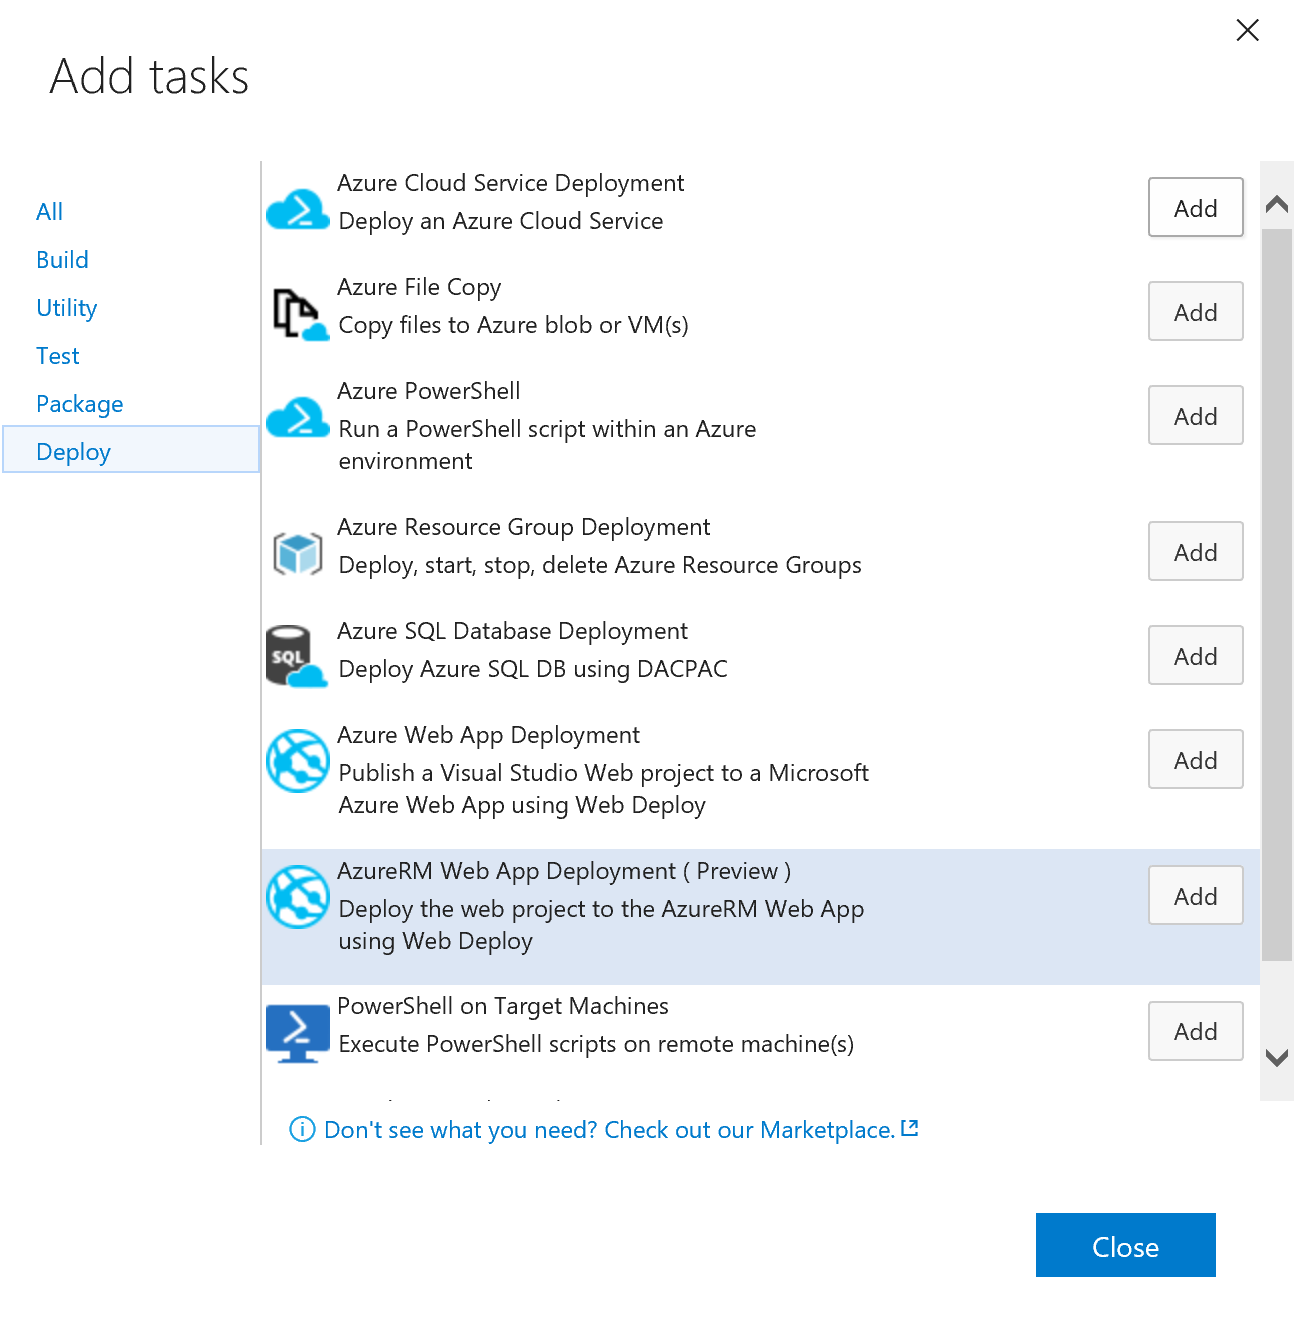 Add tasks
All
Build
Utility
Test
Package
Deploy
Azure Cloud Service Deployment
Deploy an Azure Cloud Service
Add
Azure File Copy
Copy files to Azure blob or VM(s)
Add
Azure PowerShell
Run a PowerShell script within an Azure
environment
Add
Azure Resource Group Deployment
Deploy, start, stop, delete Azure Resource Groups
Add
SQL
Azure SQL Database Deployment
Deploy Azure SQL DB using DACPAC
Add
Azure Web App Deployment
Publish a Visual Studio Web project to a Microsoft
Azure Web App using Web Deploy
Add
AzureRM Web App Deployment ( Preview )
Deploy the web project to the AzureRM Web App
using Web Deploy
Add
PowerShell on Target Machines
Execute PowerShell scripts on remote machine(s)
Add
Don't see what you need? Check out our Marketplace.
Close